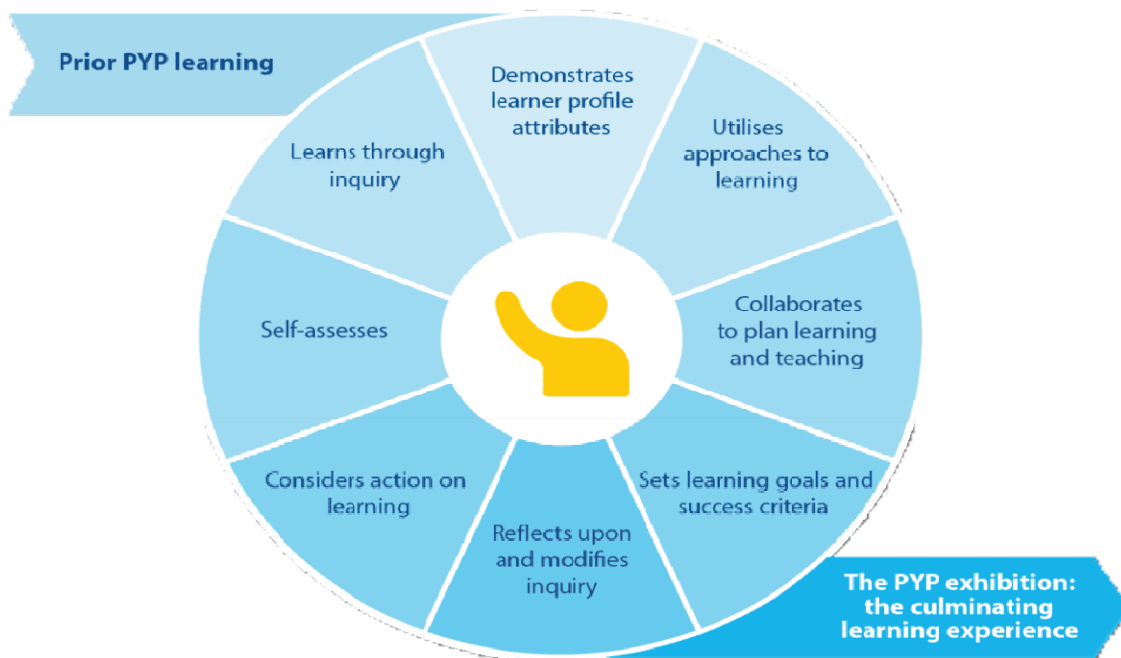 Prior PYP learning
Demonstrates
learner profile
attributes
Utilises
approaches to
learning
Collaborates
to plan learning
and teaching
Sets learning goals and
success criteria
Reflects upon
and modifies
inquiry
Considers action on
learning
Self-assesses
Learns through
inquiry
The PYP exhibition:
the culminating
learning experience